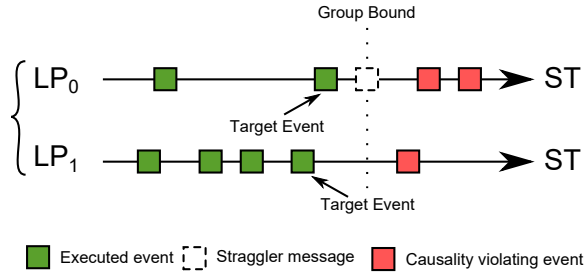 Group Bound
LP0
ST
Target Event
LP1
ST
Target Event
Executed event
Straggler message
Causality violating event